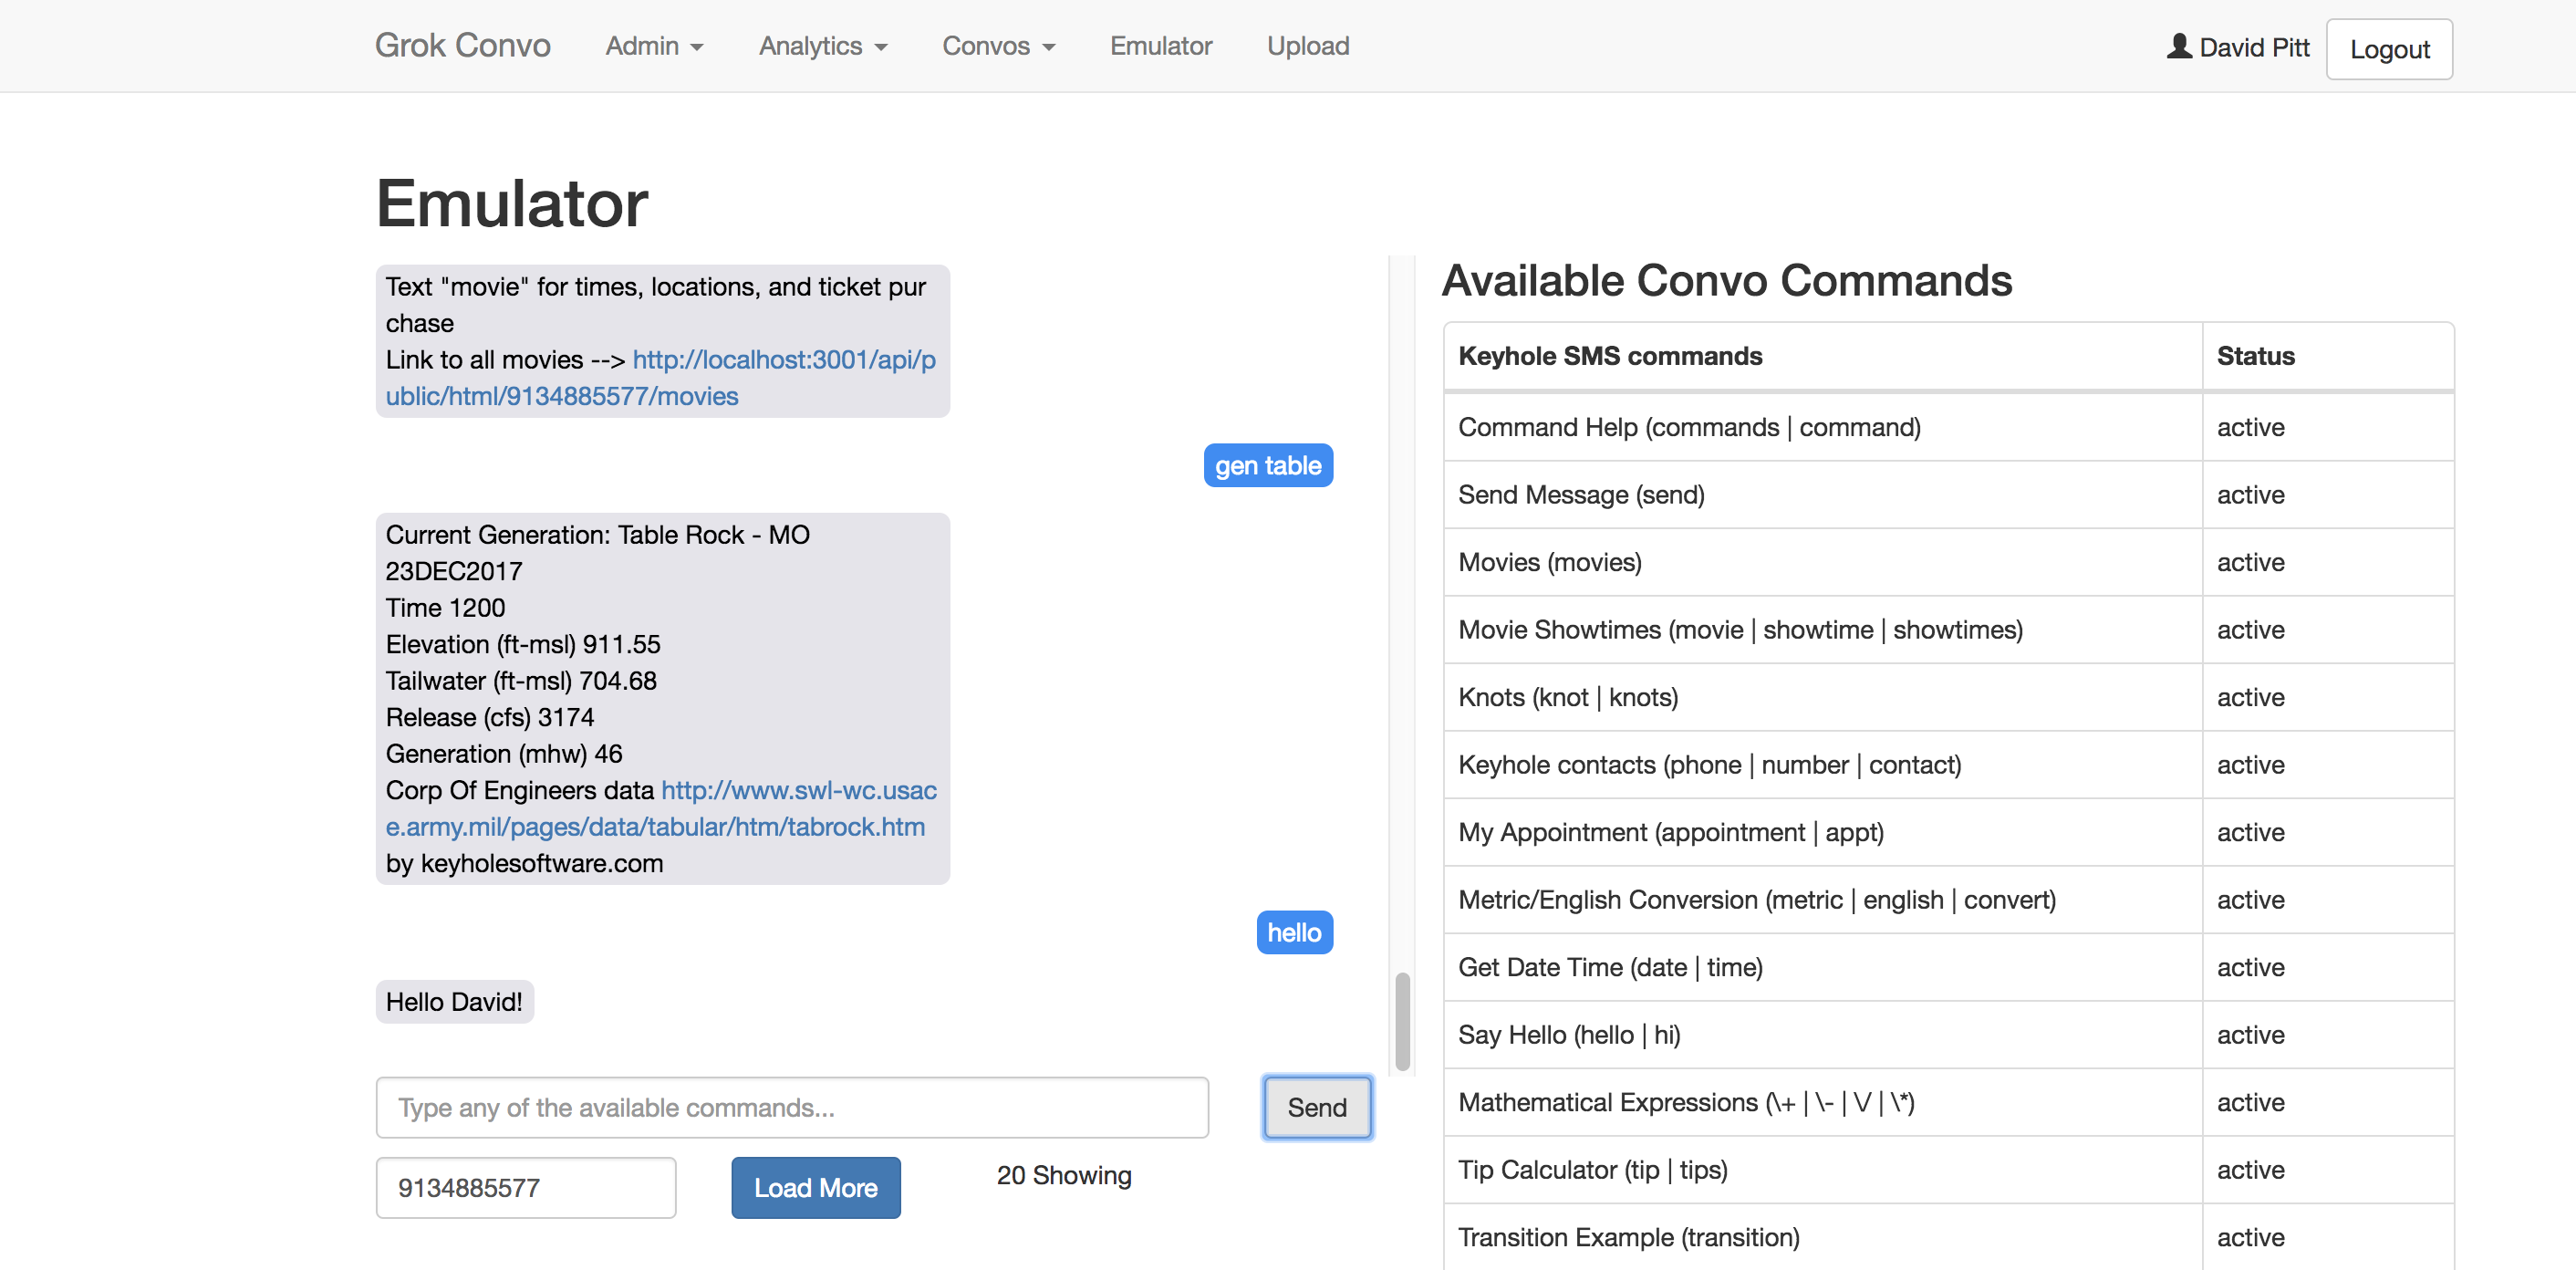 Grok Convo Admin Analytics Convos Emulator Upload David Pitt Logout
Emulator
Text "movie" for times, locations, and ticket pur
chase
Link to all movies --> http://localhost:3001/api/p
ublic/html/9134885577/movies
gen table
Current Generation: Table Rock - MO
23DEC2017
Time 1200
Elevation (ft-msl) 911.55
Tailwater (ft-msl) 704.68
Release (cfs) 3174
Generation (mhw) 46
Corp Of Engineers data http://www.swl-wc.usac
e.army.mil/pages/data/tabular/htm/tabrock.htm
by keyholesoftware.com
hello
Hello David!
Type any of the available commands...
Send
9134885577
Load More
20 Showing
Available Convo Commands
Keyhole SMS commands Status
Command Help (commands | command) active
Send Message (send) active
Movies (movies) active
Movie Showtimes (movie | showtime | showtimes) active
Knots (knot | knots) active
Keyhole contacts (phone | number | contact) active
My Appointment (appointment | appt) active
Metric/English Conversion (metric | english | convert) active
Get Date Time (date | time) active
Say Hello (hello | hi) active
Mathematical Expressions (\+ | \- | \/ | \*) active
Tip Calculator (tip | tips) active
Transition Example (transition) active